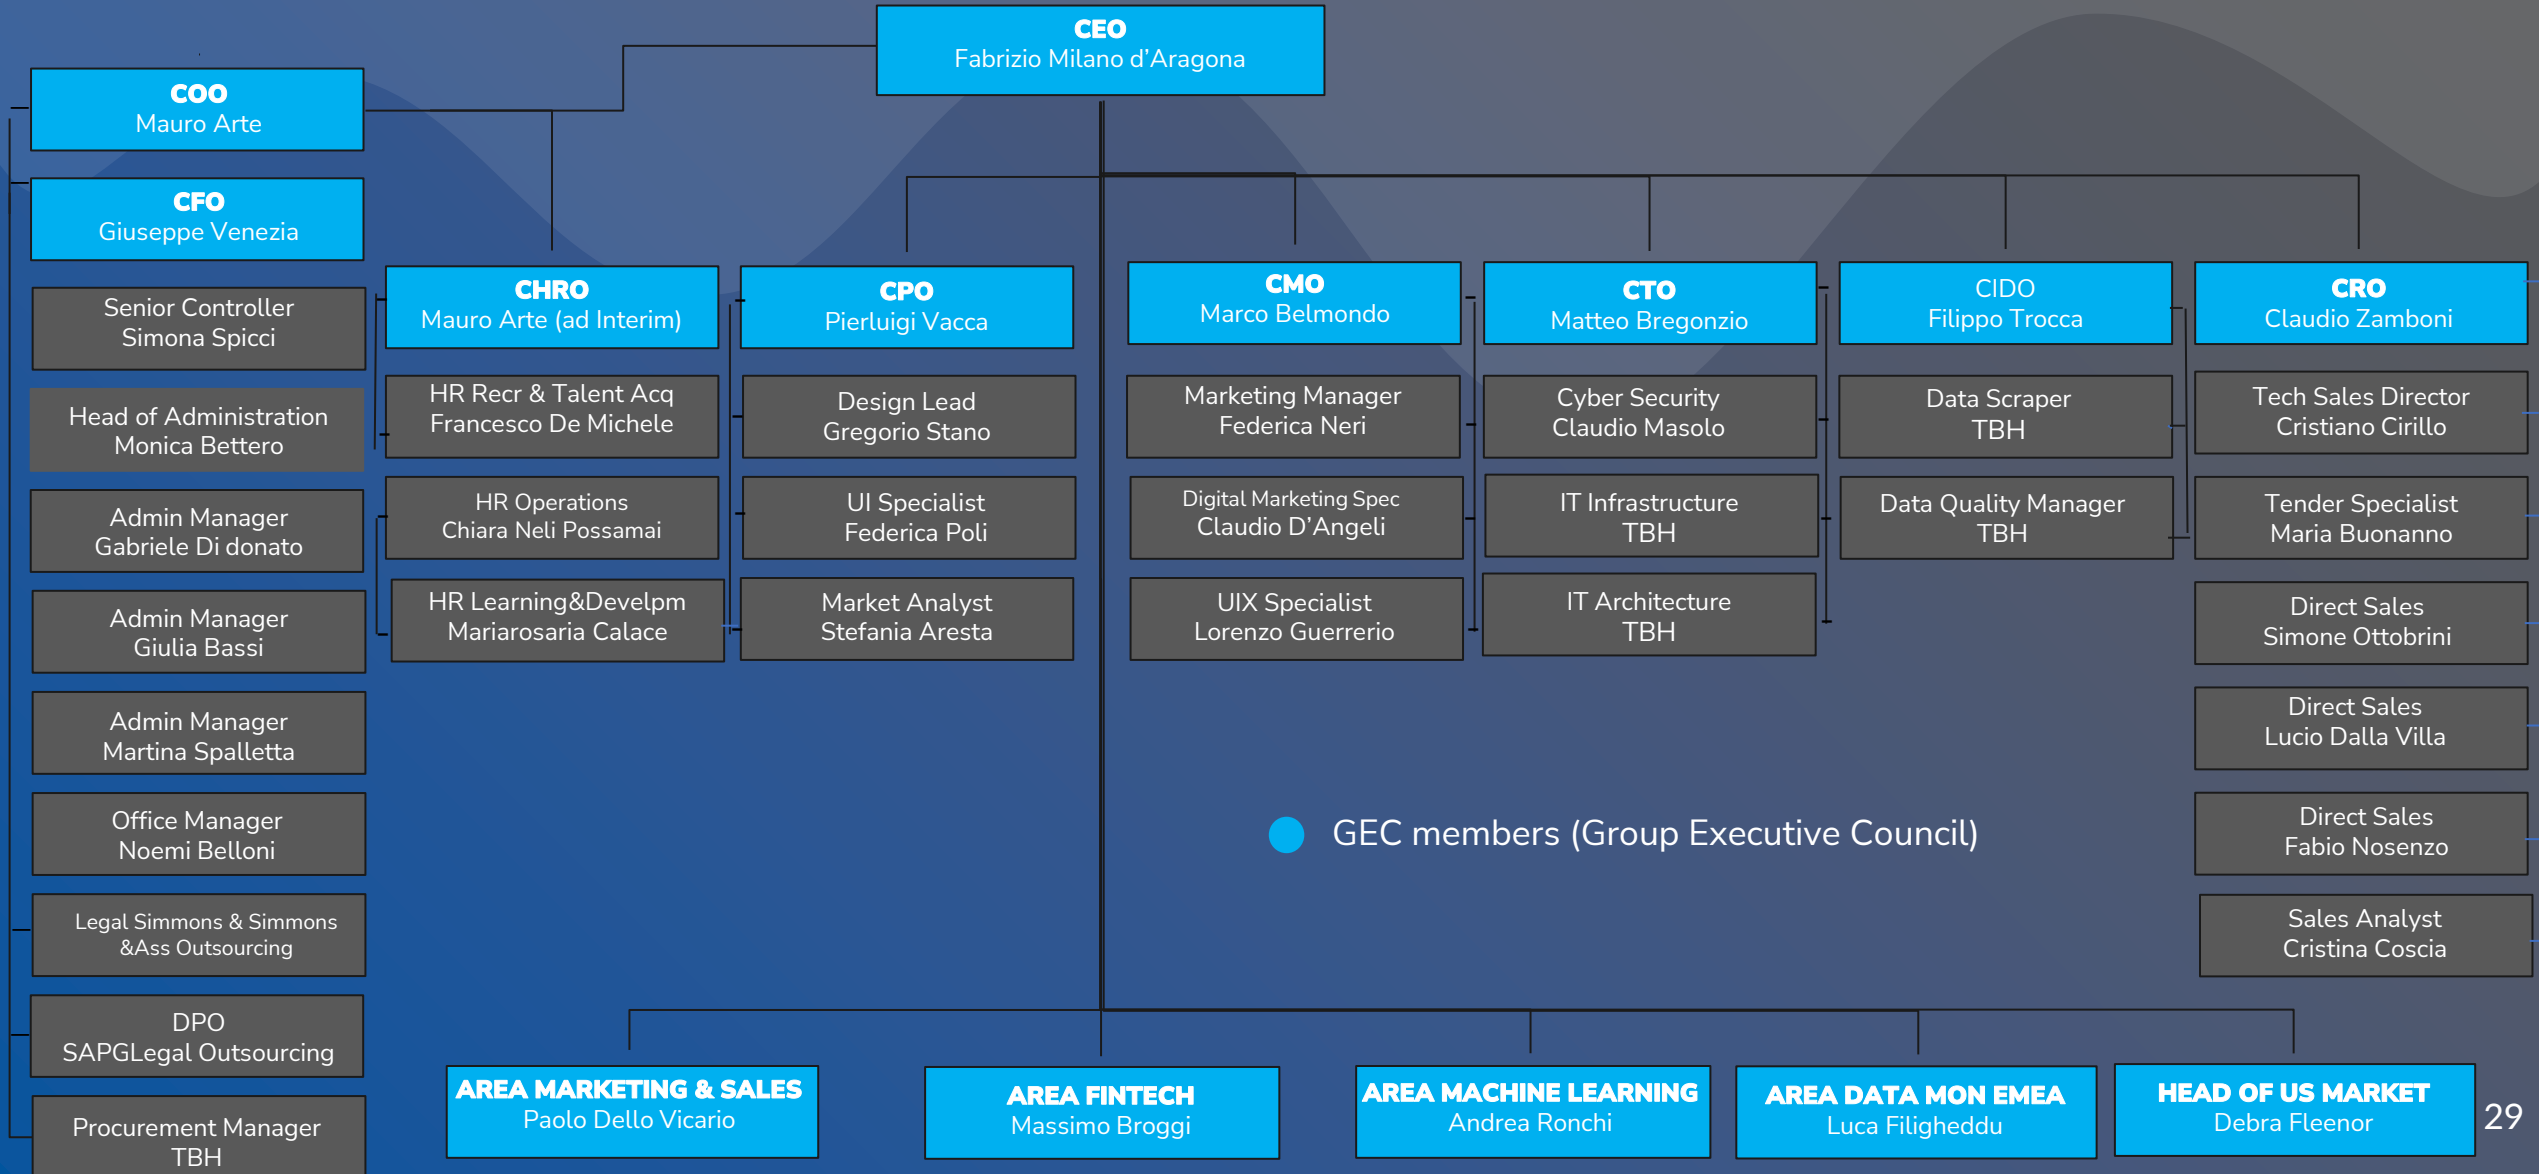 CEO
Fabrizio Milano d’Aragona
COO
Mauro Arte
CFO
Giuseppe Venezia
Senior Controller
Simona Spicci
Head of Administration
Monica Bettero
Admin Manager
Gabriele Di donato
Admin Manager
Giulia Bassi
Admin Manager
Martina Spalletta
Office Manager
Noemi Belloni
Legal Simmons & Simmons
&Ass Outsourcing
DPO
SAPGLegal Outsourcing
Procurement Manager
TBH
CHRO
Mauro Arte (ad Interim)
HR Recr & Talent Acq
Francesco De Michele
HR Operations
Chiara Neli Possamai
HR Learning&Develpm
Mariarosaria Calace
CPO
Pierluigi Vacca
Design Lead
Gregorio Stano
UI Specialist
Federica Poli
Market Analyst
Stefania Aresta
CMO
Marco Belmondo
Marketing Manager
Federica Neri
Digital Marketing Spec
Claudio D’Angeli
UIX Specialist
Lorenzo Guerrerio
CTO
Matteo Bregonzio
Cyber Security
Claudio Masolo
IT Infrastructure
TBH
IT Architecture
TBH
CIDO
Filippo Trocca
Data Scraper
TBH
Data Quality Manager
TBH
CRO
Claudio Zamboni
Tech Sales Director
Cristiano Cirillo
Tender Specialist
Maria Buonanno
Direct Sales
Simone Ottobrini
Direct Sales
Lucio Dalla Villa
Direct Sales
Fabio Nosenzo
Sales Analyst
Cristina Coscia
GEC members (Group Executive Council)
AREA MARKETING & SALES
Paolo Dello Vicario
AREA FINTECH
Massimo Broggi
AREA MACHINE LEARNING
Andrea Ronchi
AREA DATA MON EMEA
Luca Filigheddu
HEAD OF US MARKET
Debra Fleenor
29